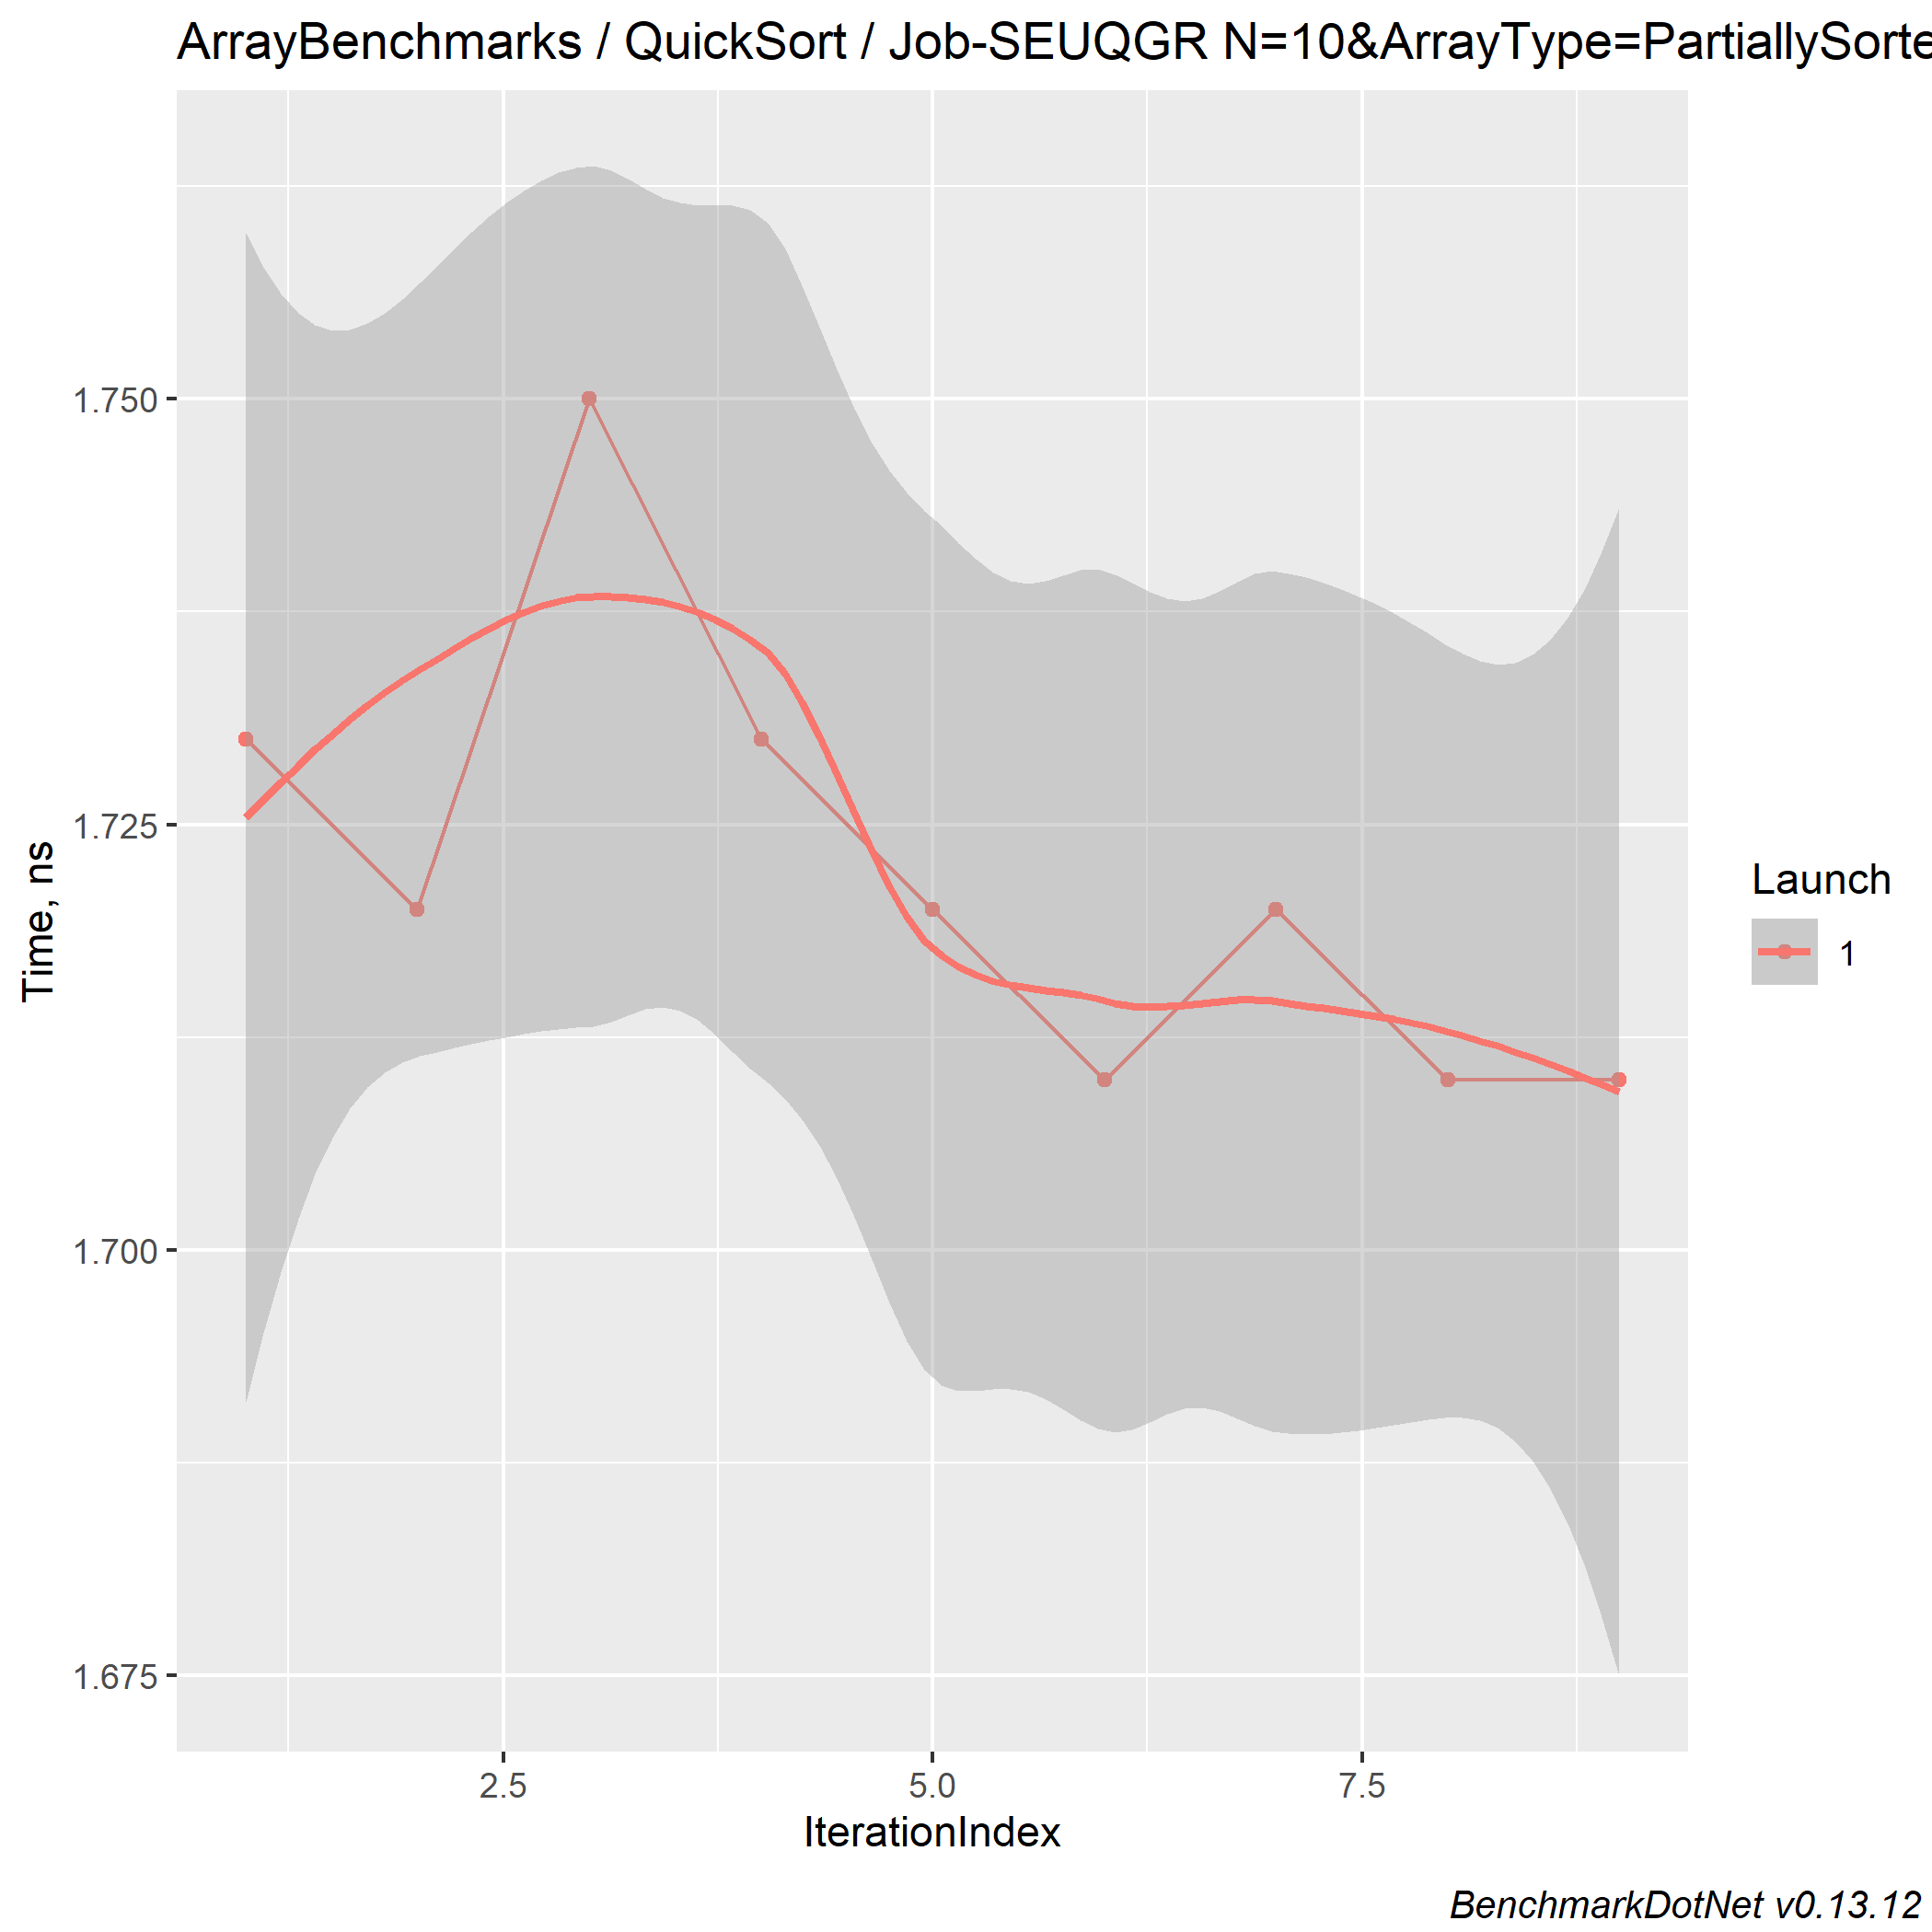 ArrayBenchmarks / QuickSort / Job-SEUQGR N=10&ArrayType=PartiallySorte
1.750
1.725
1.700
1.675
Time, ns
2.5 5.0 7.5
IterationIndex
Launch
1
BenchmarkDotNet v0.13.12